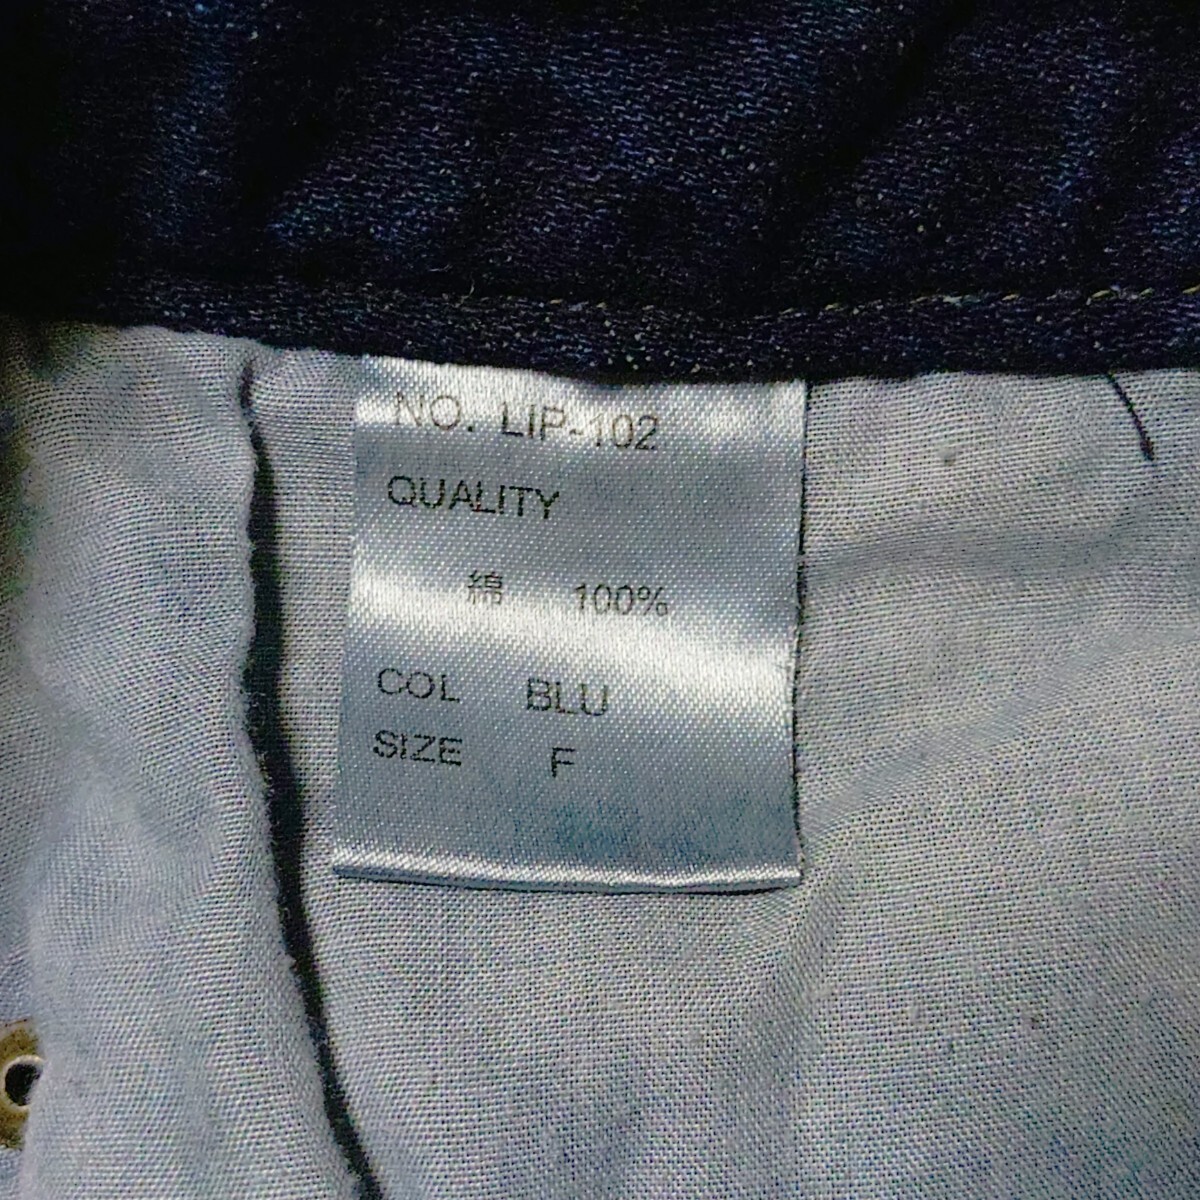 NO. LIP-102
QUALITY
綿 100%
COL BLU
SIZE F